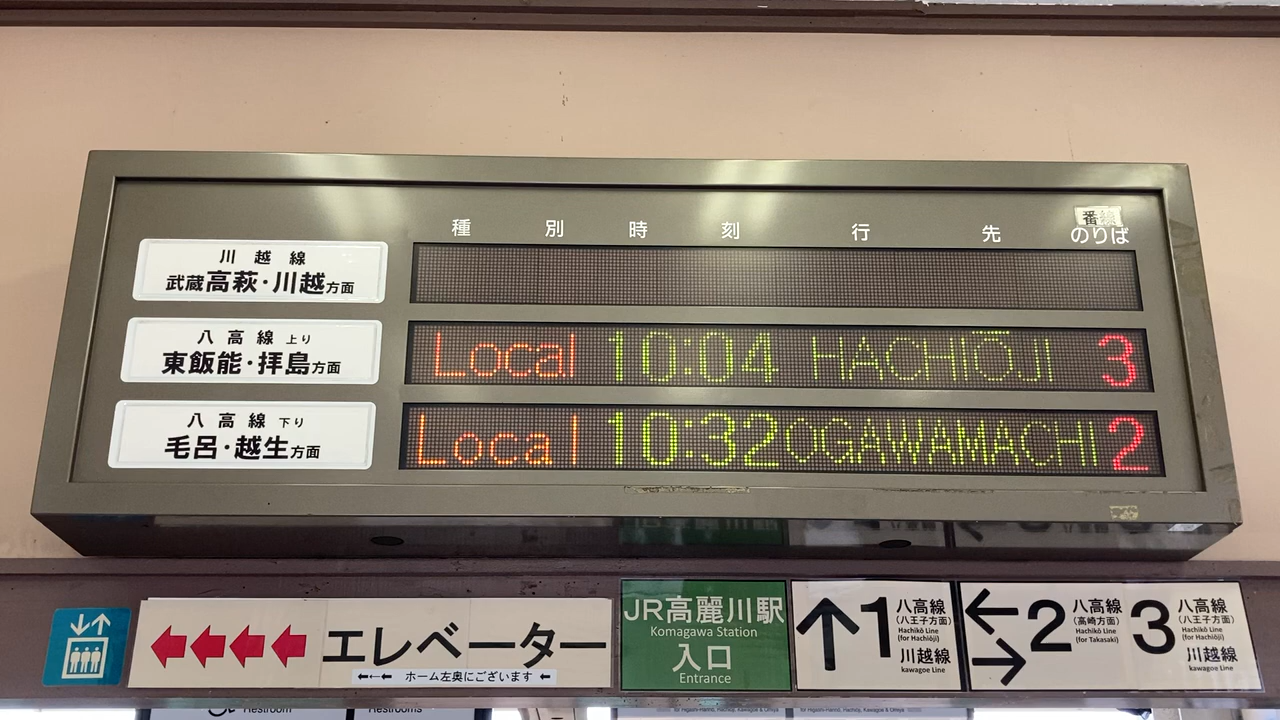 種別 時刻 行先 番線
のりば
川越線
武蔵高萩・川越方面
八高線 上り
東飯能・拝島方面
Local 10:04 HACHIŌJI 3
八高線 下り
毛呂・越生方面
Local 10:32 OGAWAMACHI 2
エレベーター
ホーム左奥にございます
JR高麗川駅
Komagawa Station
入口
Entrance
↑1 八高線
(八王子方面)
Hachikō Line
(for Hachiōji)
川越線
kawagoe Line
←→ 2 八高線
(高崎方面)
Hachikō Line
(for Takasaki)
3 八高線
(八王子方面)
Hachikō Line
(for Hachiōji)
川越線
kawagoe Line
Restroom
Restrooms